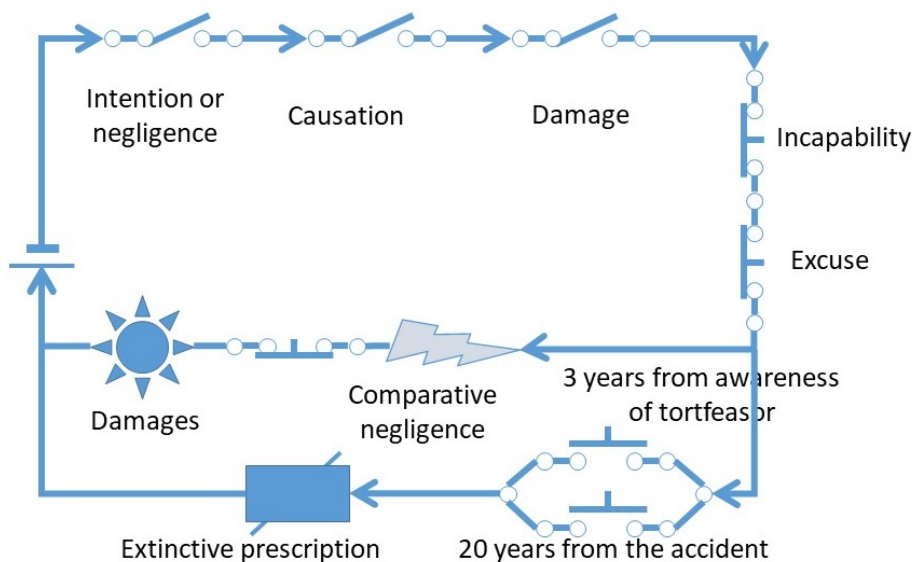 Intention or
negligence
Causation
Damage
Incapability
Excuse
Damages
Comparative
negligence
3 years from awareness
of tortfeasor
Extinctive prescription
20 years from the accident